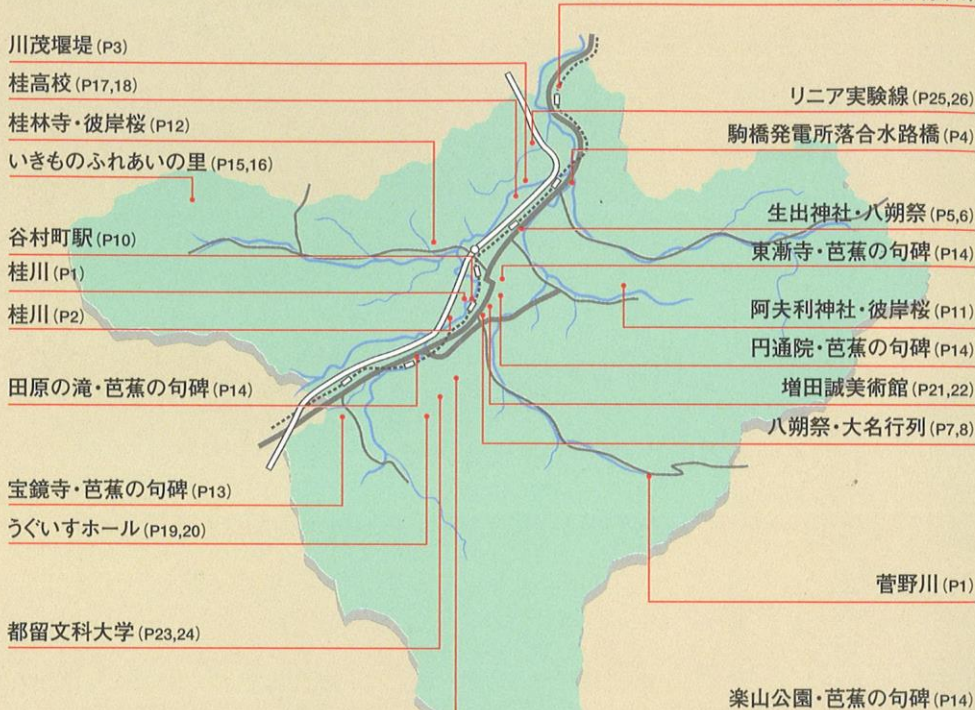 川茂堰堤(P3)
桂高校(P17,18)
桂林寺・彼岸桜(P12)
いきものふれあいの里(P15,16)
谷村町駅(P10)
桂川(P1)
桂川(P2)
田原の滝・芭蕉の句碑(P14)
宝鏡寺・芭蕉の句碑(P13)
うぐいすホール(P19,20)
都留文科大学(P23,24)
リニア実験線(P25,26)
駒橋発電所落合水路橋(P4)
生出神社・八朔祭(P5,6)
東漸寺・芭蕉の句碑(P14)
阿夫利神社・彼岸桜(P11)
円通院・芭蕉の句碑(P14)
増田誠美術館(P21,22)
八朔祭・大名行列(P7,8)
菅野川(P1)
楽山公園・芭蕉の句碑(P14)